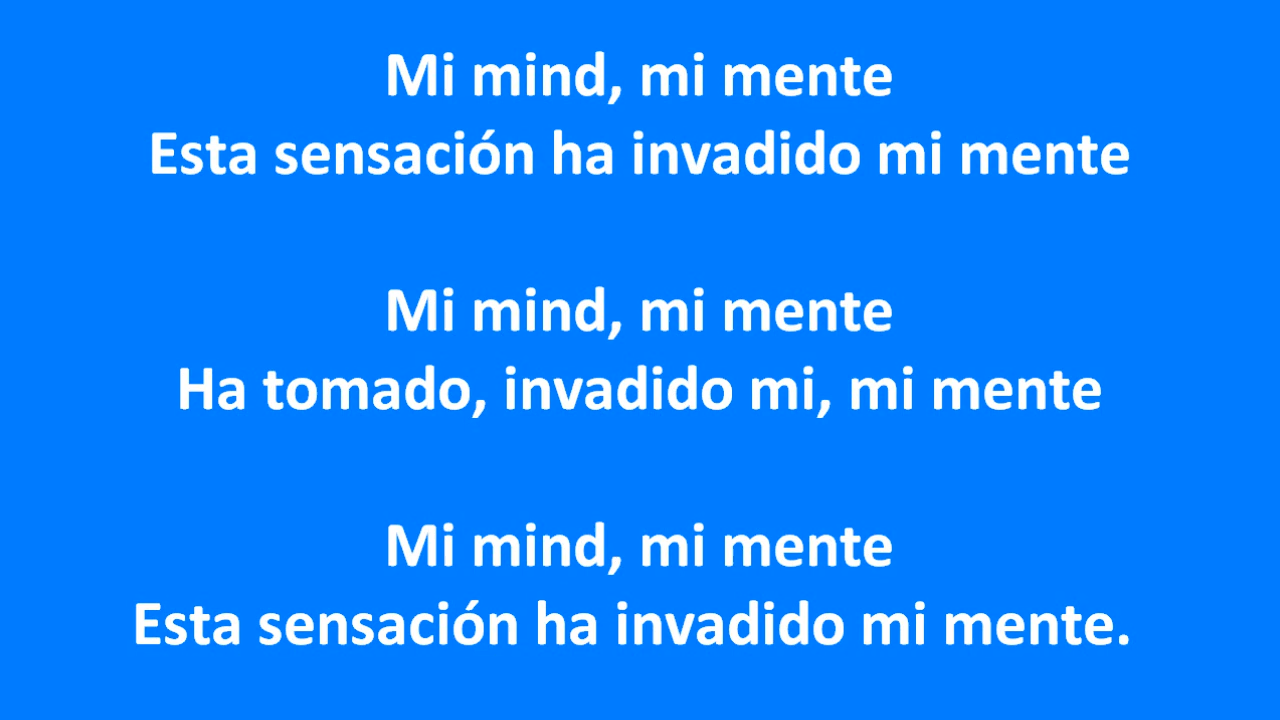 Mi mind, mi mente
Esta sensación ha invadido mi mente
Mi mind, mi mente
Ha tomado, invadido mi, mi mente
Mi mind, mi mente
Esta sensación ha invadido mi mente.